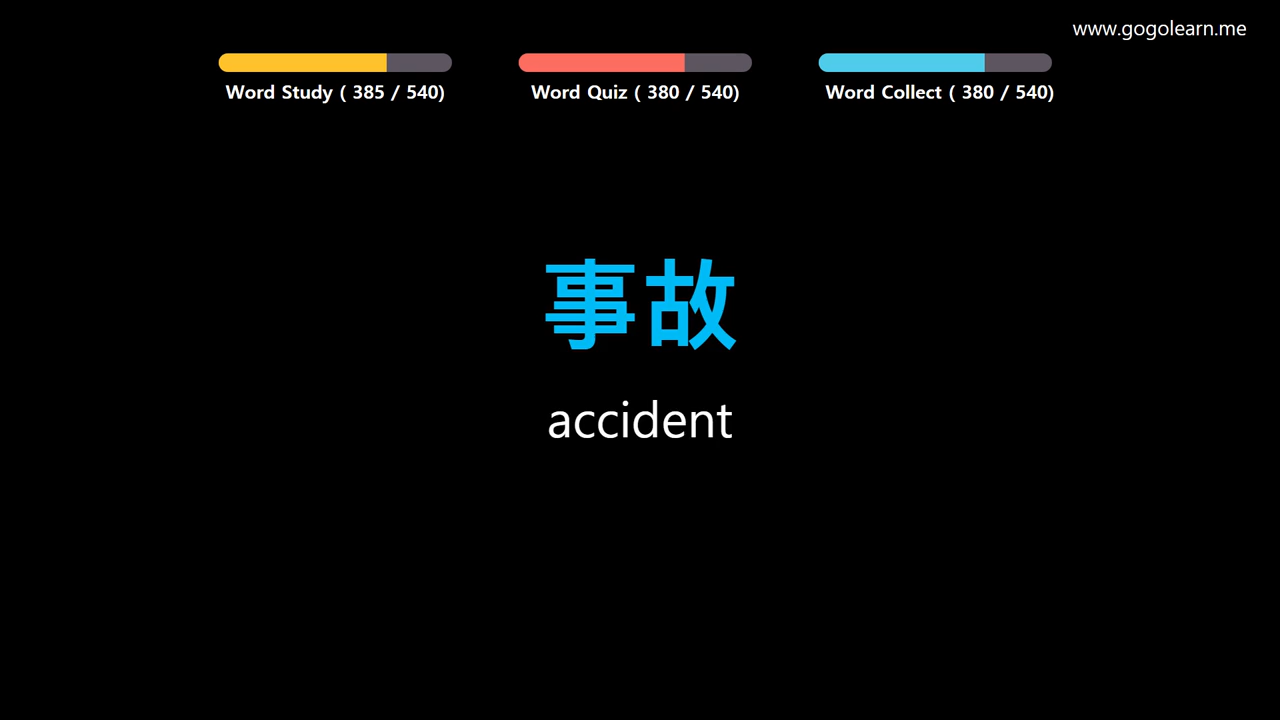 www.gogolearn.me
Word Study ( 385 / 540)
Word Quiz ( 380 / 540)
Word Collect ( 380 / 540)
事故
accident